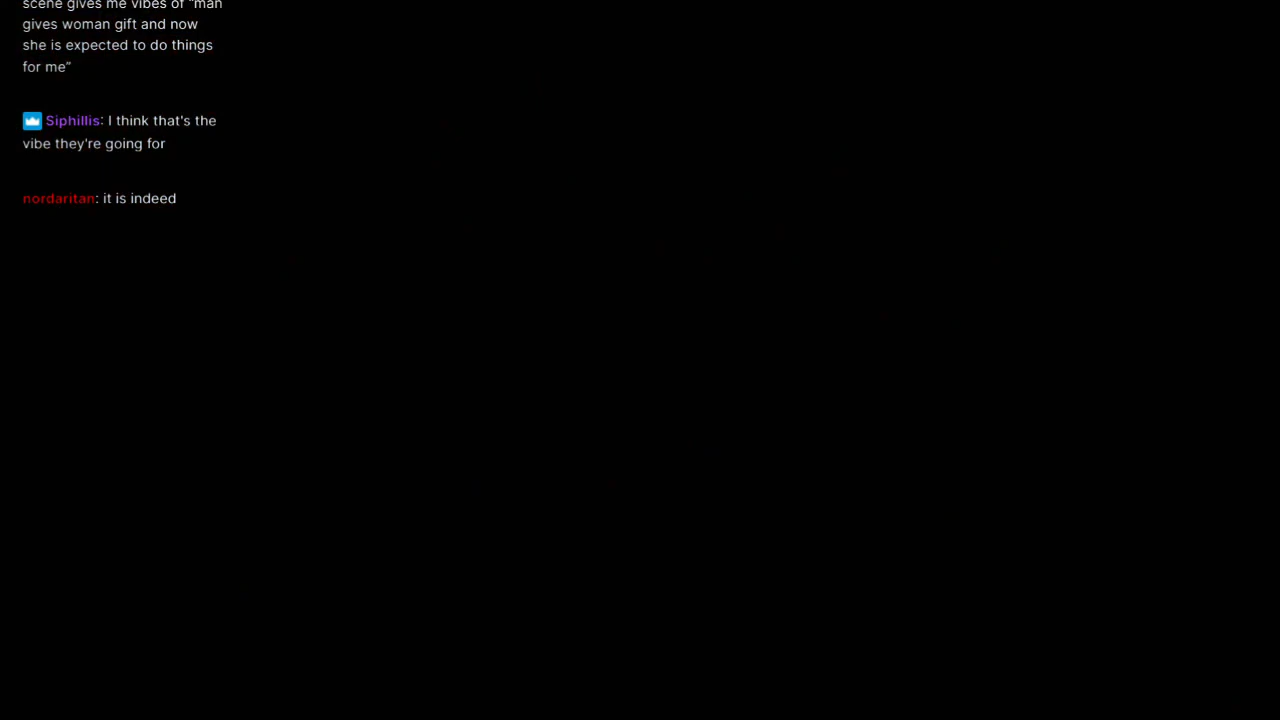 scene gives me vibes of "man
gives woman gift and now
she is expected to do things
for me"
Siphillis: I think that's the
vibe they're going for
nordaritan: it is indeed